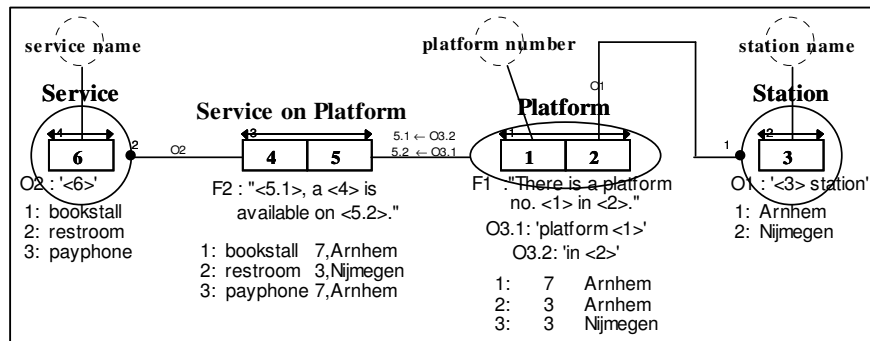 service name
platform number
station name
Service
Service on Platform
Platform
Station
O1
4
3
1
2
5.1 ← O3.2
5.2 ← O3.1
6
2
O2
4 5
1 2
1
3
O2: '<6>'
F2 : "<5.1>, a <4> is
available on <5.2>."
F1 :"There is a platform
no. <1> in <2>."
O1: '<3> station'
1: bookstall
2: restroom
3: payphone
1: bookstall 7,Arnhem
2: restroom 3,Nijmegen
3: payphone 7,Arnhem
O3.1: 'platform <1>'
O3.2: 'in <2>'
1: 7 Arnhem
2: 3 Arnhem
3: 3 Nijmegen
1: Arnhem
2: Nijmegen